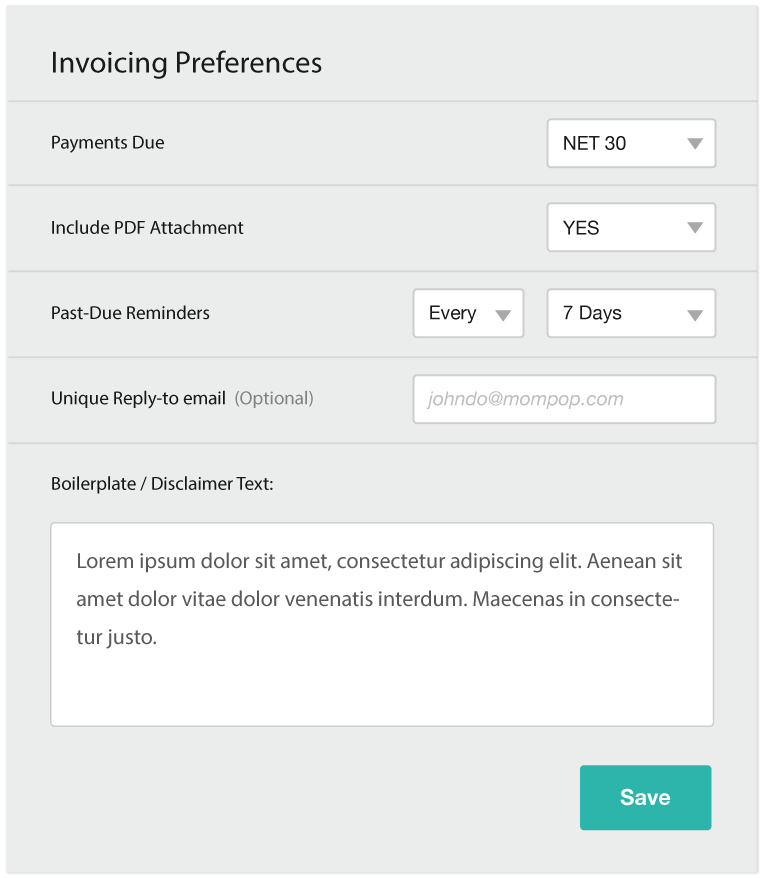 Invoicing Preferences
Payments Due NET 30
Include PDF Attachment YES
Past-Due Reminders Every 7 Days
Unique Reply-to email (Optional) johndo@mompop.com
Boilerplate / Disclaimer Text:
Lorem ipsum dolor sit amet, consectetur adipiscing elit. Aenean sit
amet dolor vitae dolor venenatis interdum. Maecenas in consecte-
tur justo.
Save